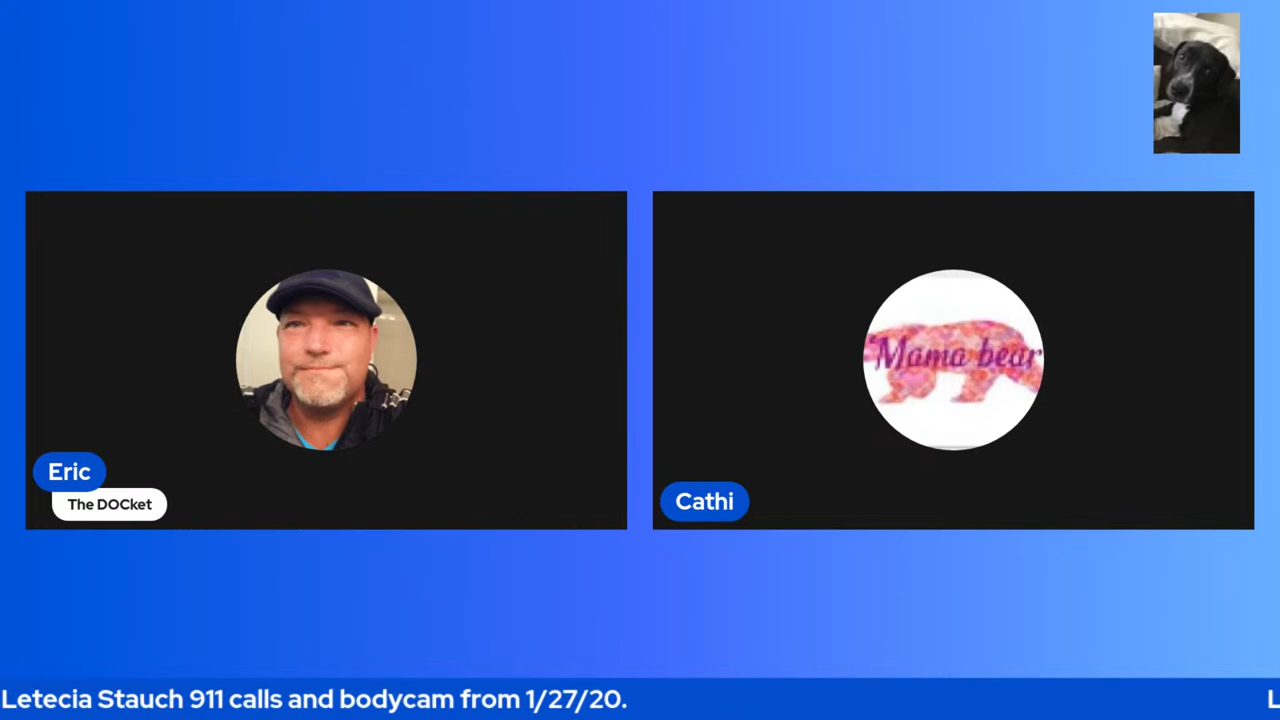 Mama bear
Eric
The DOCket
Cathi
Letecia Stauch 911 calls and bodycam from 1/27/20.
L